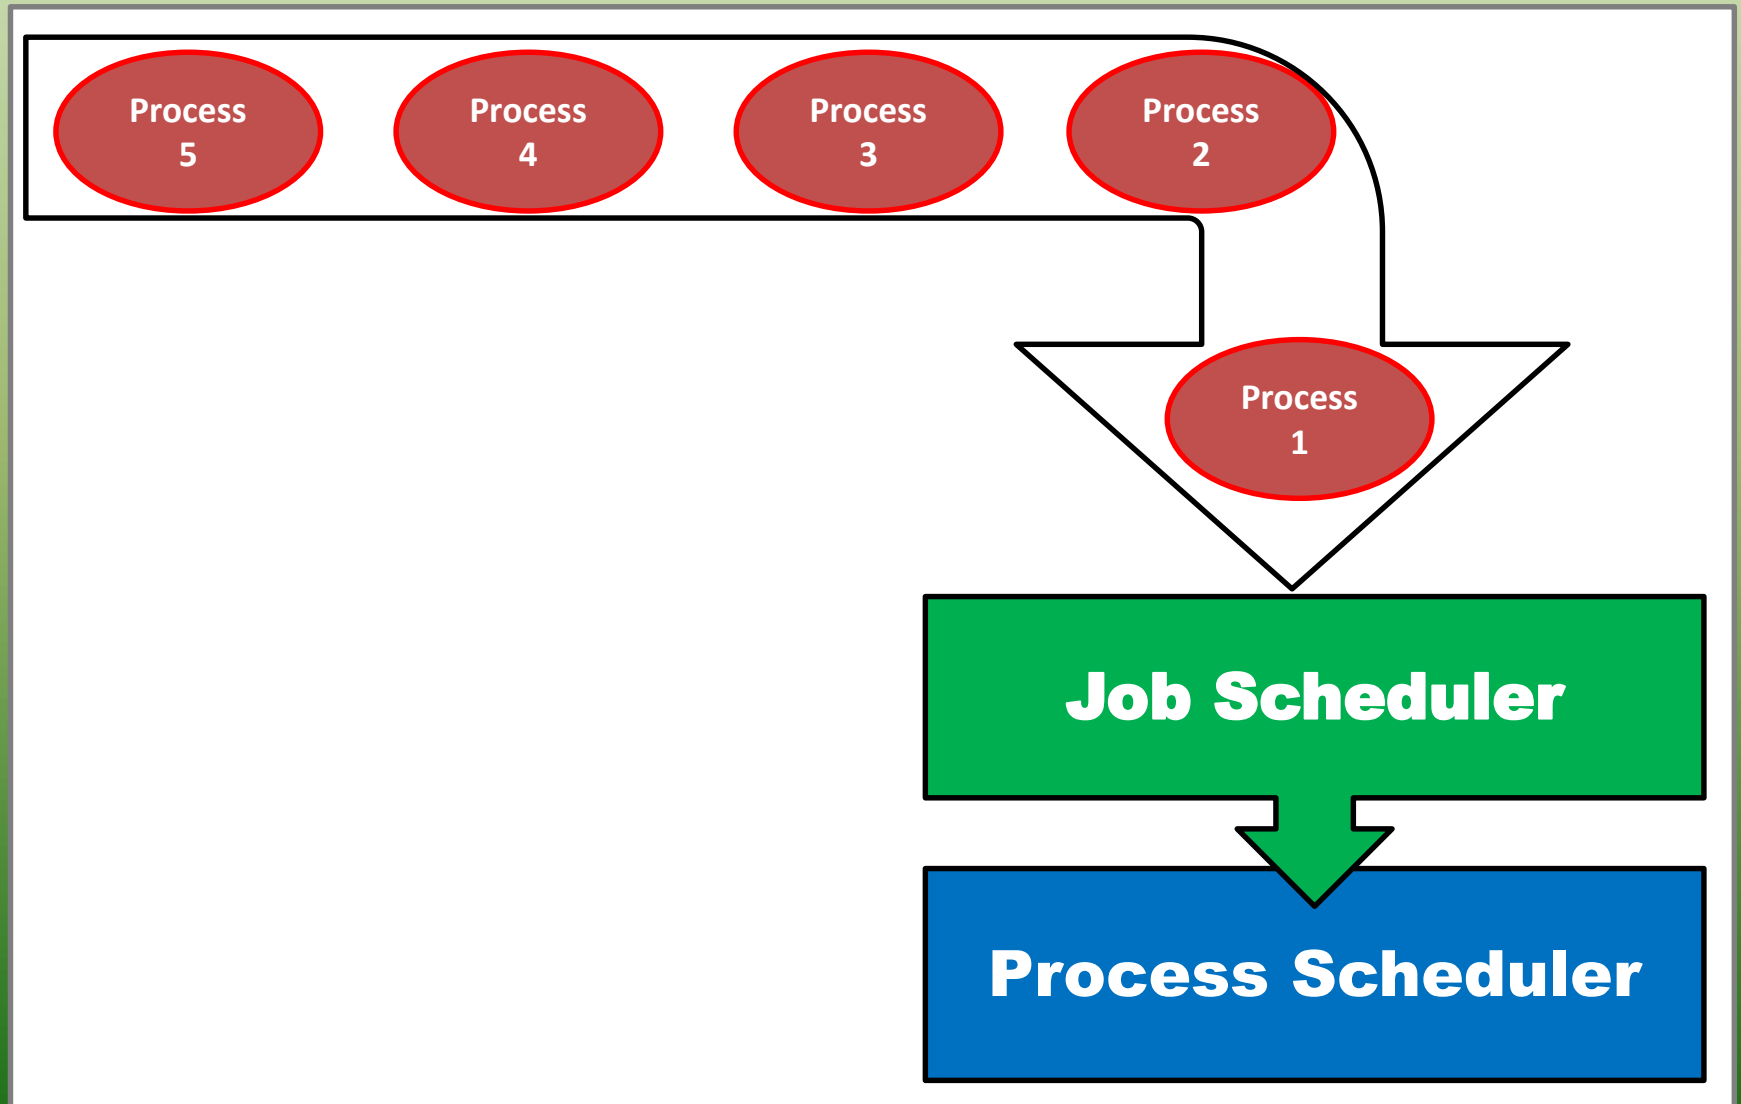 Process
5
Process
4
Process
3
Process
2
Process
1
Job Scheduler
Process Scheduler